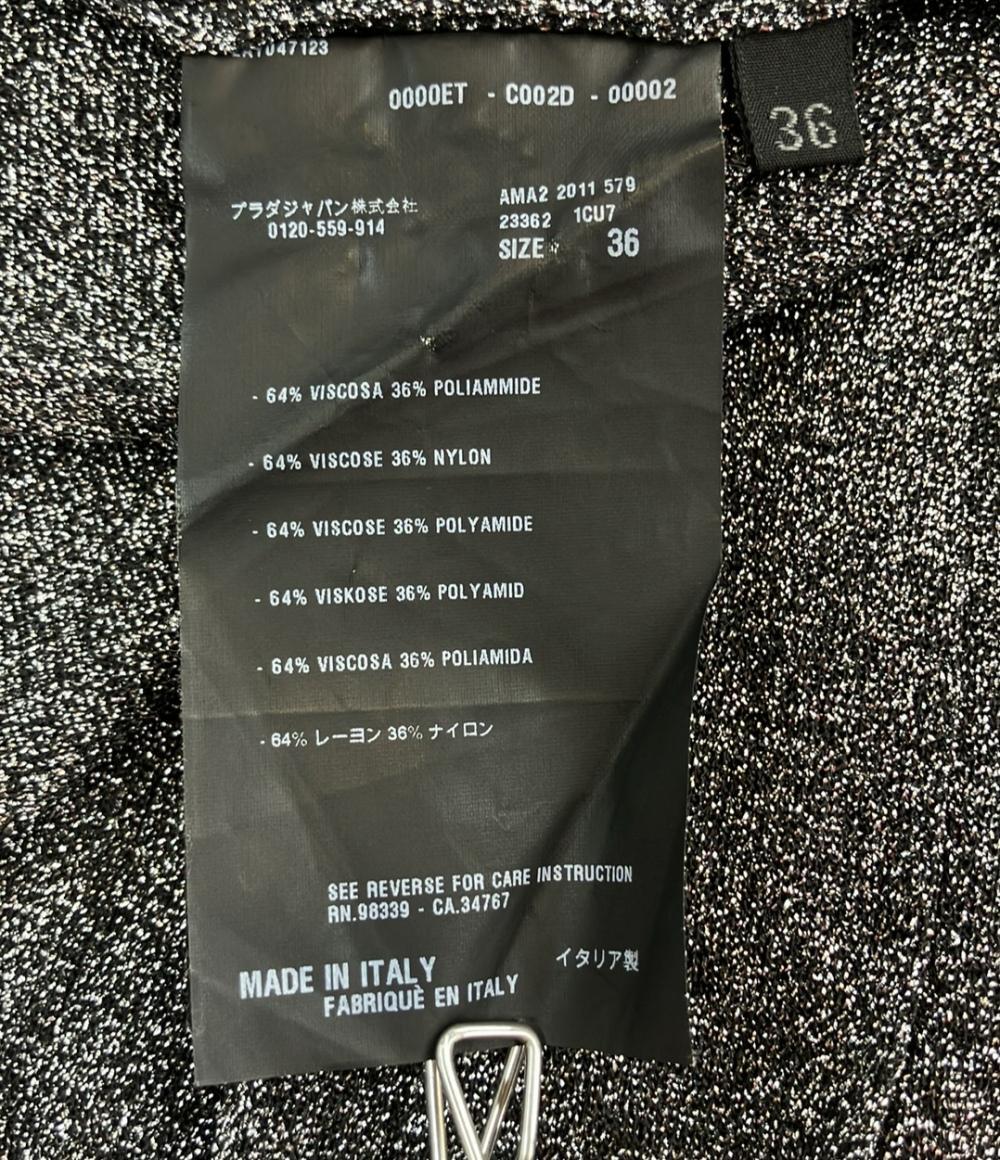 0000ET - C002D - 00002
36
プラダジャパン株式会社
0120-559-914
AMA2 2011 579
23362 1CU7
SIZE 36
- 64% VISCOSA 36% POLIAMMIDE
- 64% VISCOSE 36% NYLON
- 64% VISCOSE 36% POLYAMIDE
- 64% VISKOSE 36% POLYAMID
- 64% VISCOSA 36% POLIAMIDA
- 64% レーヨン 36% ナイロン
SEE REVERSE FOR CARE INSTRUCTION
RN.98339 - CA.34767
MADE IN ITALY
イタリア製
FABRIQUÈ EN ITALY